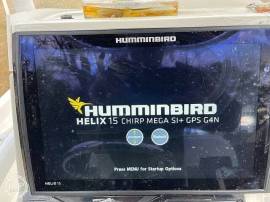 HUMMINBIRD
HUMMINBIRD
HELIX 15 CHIRP MEGA SI+ GPS G4N
Press MENU for Startup Options
HELIX 15